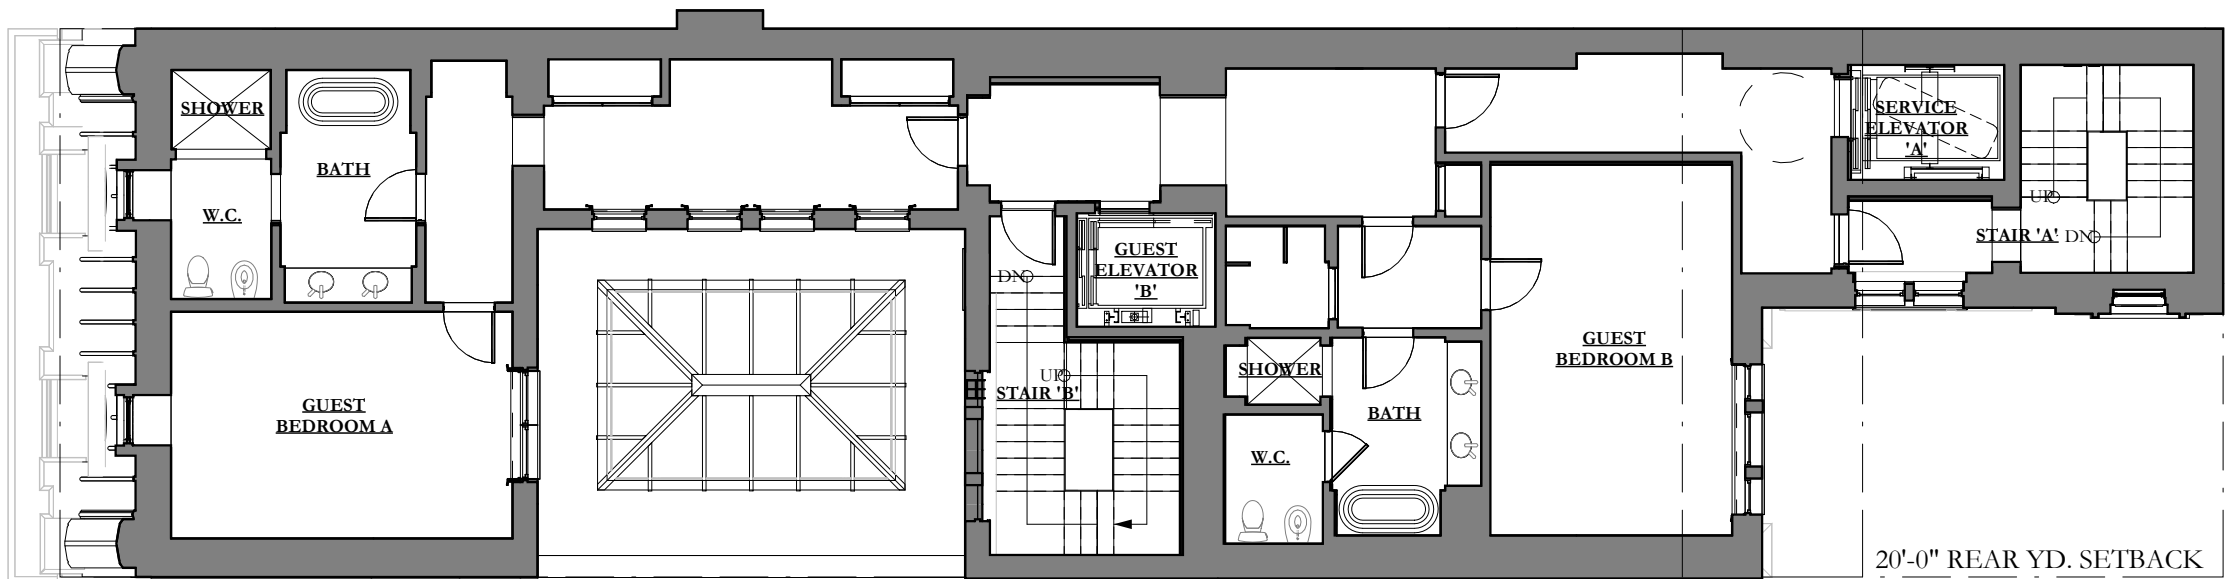 SHOWER
BATH
W.C.
GUEST
BEDROOM A
DN
UP
STAIR 'B'
GUEST
ELEVATOR
'B'
SHOWER
BATH
W.C.
GUEST
BEDROOM B
SERVICE
ELEVATOR
'A'
UP
STAIR 'A'
DN
20'-0" REAR YD. SETBACK